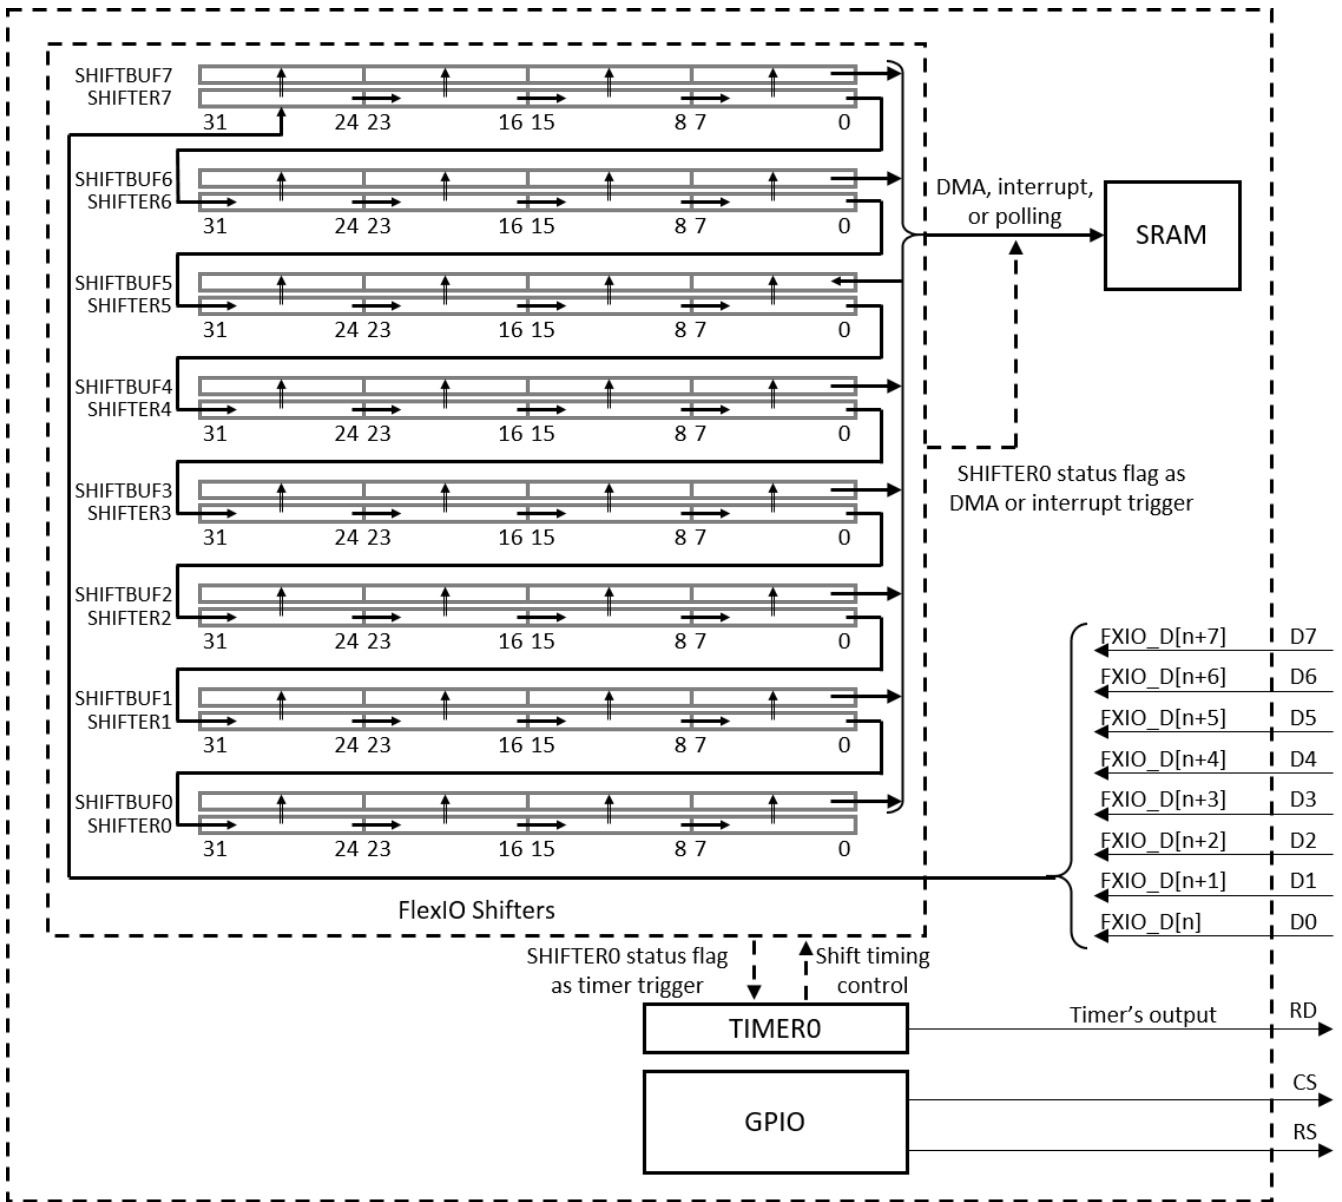 SHIFTBUF7
SHIFTER7
31 24 23 16 15 8 7 0
SHIFTBUF6
SHIFTER6
31 24 23 16 15 8 7 0
DMA, interrupt,
or polling
SRAM
SHIFTBUF5
SHIFTER5
31 24 23 16 15 8 7 0
SHIFTBUF4
SHIFTER4
31 24 23 16 15 8 7 0
SHIFTER0 status flag as
DMA or interrupt trigger
SHIFTBUF3
SHIFTER3
31 24 23 16 15 8 7 0
SHIFTBUF2
SHIFTER2
31 24 23 16 15 8 7 0
SHIFTBUF1
SHIFTER1
31 24 23 16 15 8 7 0
SHIFTBUF0
SHIFTER0
31 24 23 16 15 8 7 0
FlexIO Shifters
FXIO_D[n+7] D7
FXIO_D[n+6] D6
FXIO_D[n+5] D5
FXIO_D[n+4] D4
FXIO_D[n+3] D3
FXIO_D[n+2] D2
FXIO_D[n+1] D1
FXIO_D[n] D0
SHIFTER0 status flag
as timer trigger
Shift timing
control
TIMER0
Timer's output RD
GPIO
CS
RS